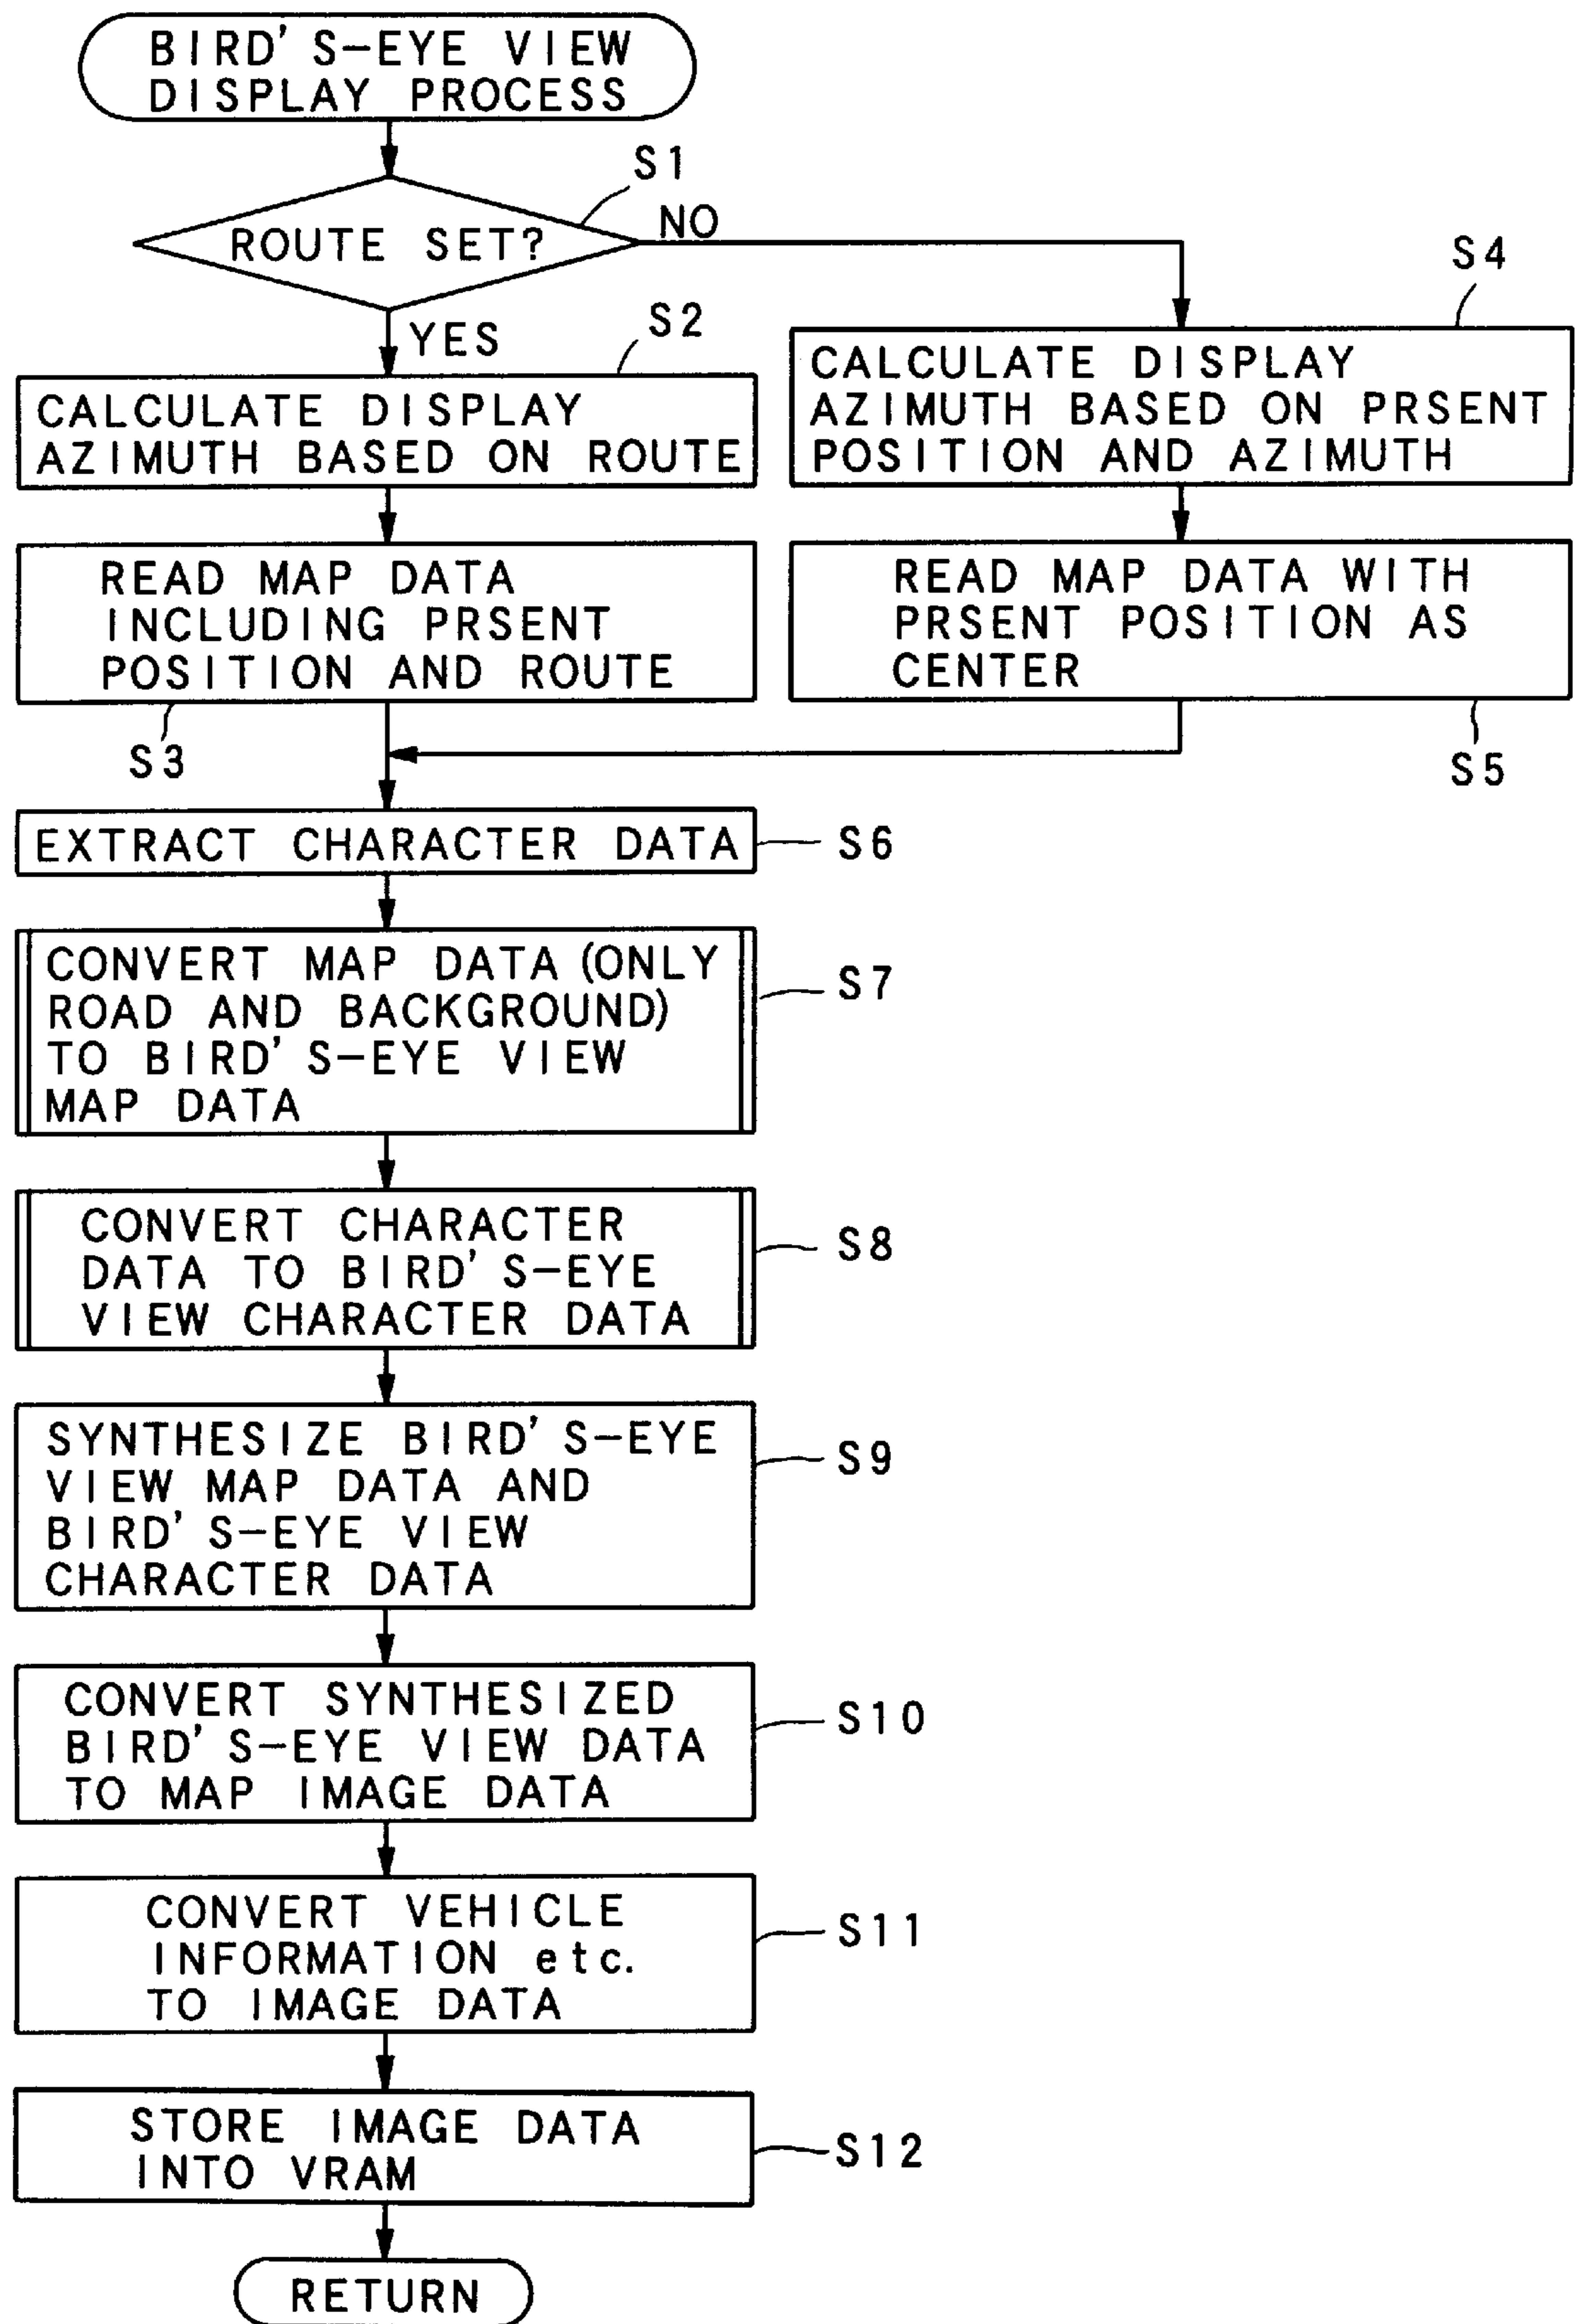 BIRD'S-EYE VIEW
DISPLAY PROCESS
S1
ROUTE SET?
NO
YES
S2
CALCULATE DISPLAY
AZIMUTH BASED ON ROUTE
S4
CALCULATE DISPLAY
AZIMUTH BASED ON PRSENT
POSITION AND AZIMUTH
READ MAP DATA
INCLUDING PRSENT
POSITION AND ROUTE
S3
READ MAP DATA WITH
PRSENT POSITION AS
CENTER
S5
EXTRACT CHARACTER DATA
S6
CONVERT MAP DATA (ONLY
ROAD AND BACKGROUND)
TO BIRD'S-EYE VIEW
MAP DATA
S7
CONVERT CHARACTER
DATA TO BIRD'S-EYE
VIEW CHARACTER DATA
S8
SYNTHESIZE BIRD'S-EYE
VIEW MAP DATA AND
BIRD'S-EYE VIEW
CHARACTER DATA
S9
CONVERT SYNTHESIZED
BIRD'S-EYE VIEW DATA
TO MAP IMAGE DATA
S10
CONVERT VEHICLE
INFORMATION etc.
TO IMAGE DATA
S11
STORE IMAGE DATA
INTO VRAM
S12
RETURN